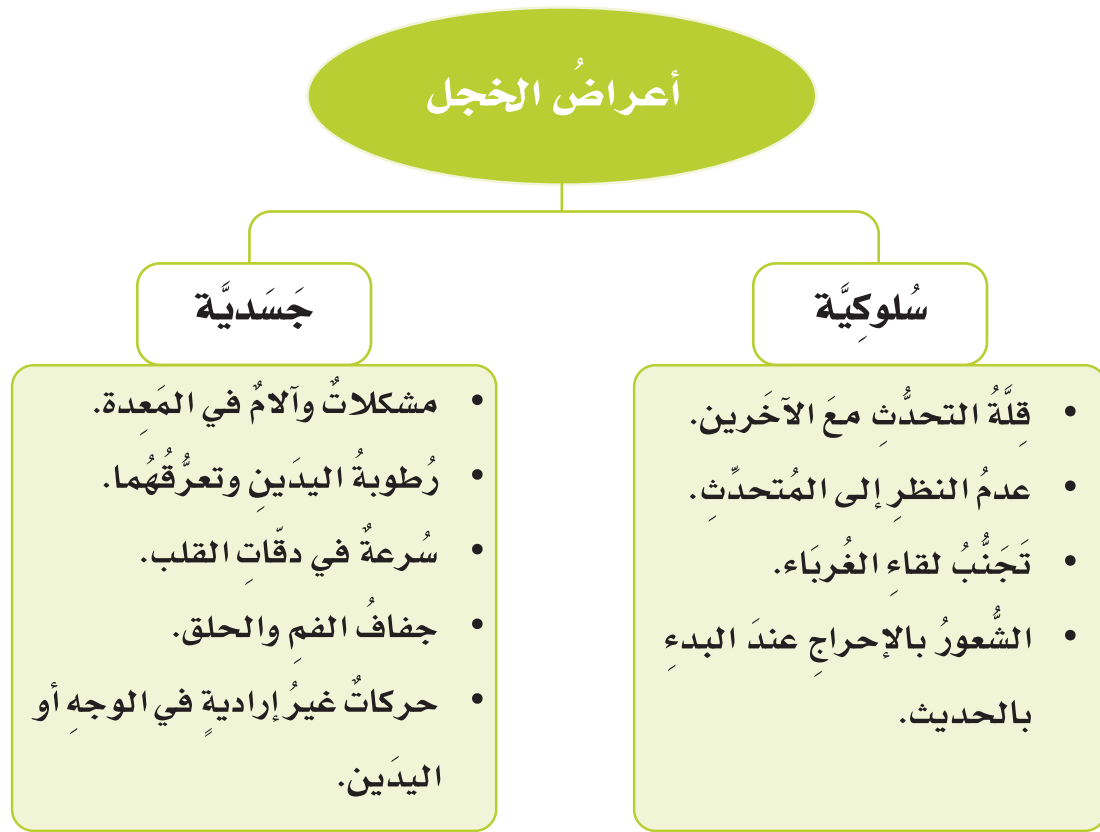 أعراضُ الخجل
سُلوكِيَّة
• قِلَّةُ التحدُّثِ معَ الآخَرين.
• عدمُ النظرِ إلى المُتحدِّثِ.
• تَجَنُّبُ لقاءِ الغُربَاء.
• الشُّعورُ بالإحراجِ عندَ البدءِ
بالحديث.
جَسَديَّة
• مشكلاتٌ وآلامٌ في المَعِدة.
• رُطوبةُ اليدَينِ وتعرُّقُهُما.
• سُرعةٌ في دقّاتِ القلب.
• جفافُ الفمِ والحلق.
• حركاتٌ غيرُ إراديةٍ في الوجهِ أو
اليدَين.